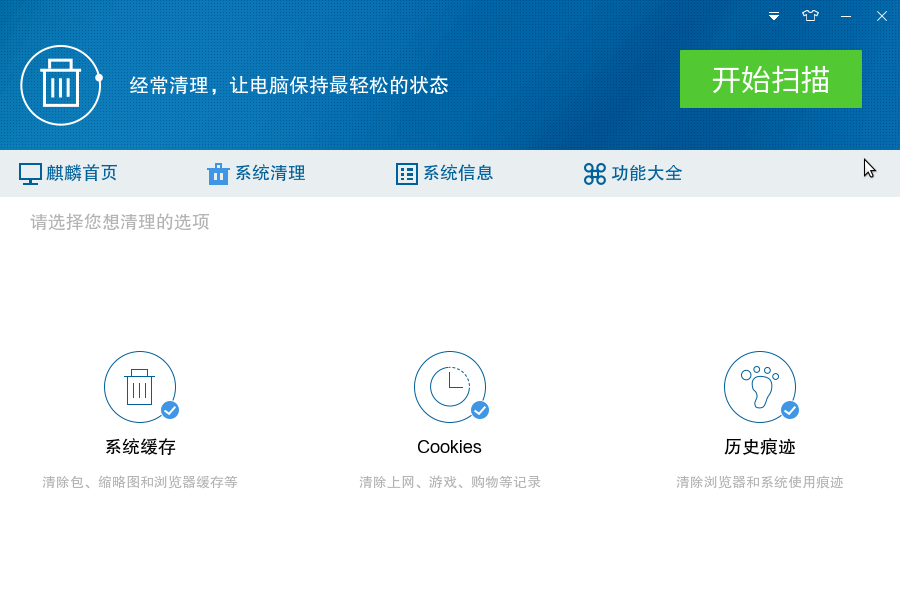 经常清理，让电脑保持最轻松的状态
开始扫描
麒麟首页 系统清理 系统信息 功能大全
请选择您想清理的选项
系统缓存 Cookies 历史痕迹
清除包、缩略图和浏览器缓存等 清除上网、游戏、购物等记录 清除浏览器和系统使用痕迹